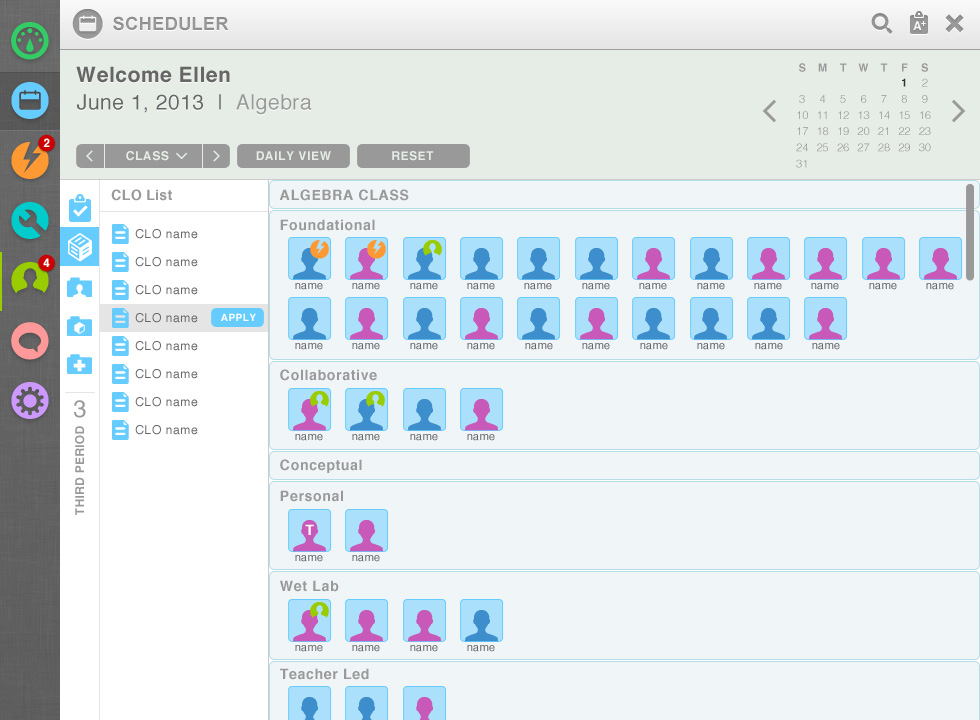 SCHEDULER
A+
Welcome Ellen
June 1, 2013 | Algebra
CLASS
DAILY VIEW
RESET
S M T W T F S
1 2
3 4 5 6 7 8 9
10 11 12 13 14 15 16
17 18 19 20 21 22 23
24 25 26 27 28 29 30
31
2
4
3
THIRD PERIOD
CLO List
CLO name
CLO name
CLO name
CLO name APPLY
CLO name
CLO name
CLO name
CLO name
ALGEBRA CLASS
Foundational
name name name name name name name name name name name name
name name name name name name name name name name
Collaborative
name name name name
Conceptual
Personal
T
name name
Wet Lab
name name name name
Teacher Led